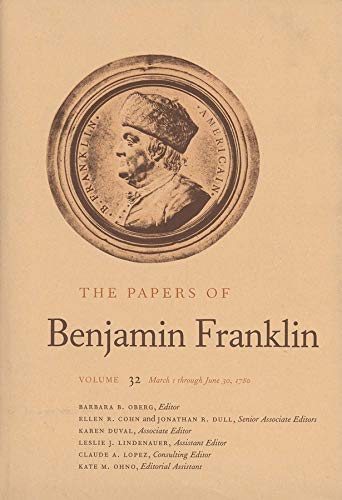 B. FRANKLIN AMERICAIN
THE PAPERS OF
Benjamin Franklin
VOLUME 32 March 1 through June 30, 1780
BARBARA B. OBERG, Editor
ELLEN R. COHN and JONATHAN R. DULL, Senior Associate Editors
KAREN DUVAL, Associate Editor
LESLIE J. LINDENAUER, Assistant Editor
CLAUDE A. LOPEZ, Consulting Editor
KATE M. OHNO, Editorial Assistant